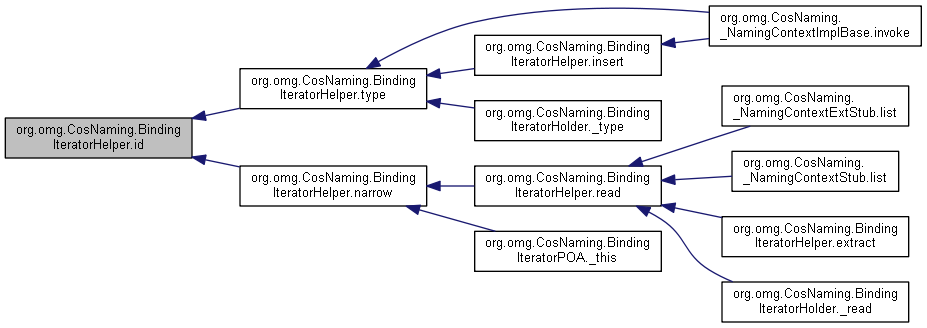 org.omg.CosNaming.Binding
IteratorHelper.id
org.omg.CosNaming.Binding
IteratorHelper.type
org.omg.CosNaming.Binding
IteratorHelper.narrow
org.omg.CosNaming.Binding
IteratorHelper.insert
org.omg.CosNaming.Binding
IteratorHolder._type
org.omg.CosNaming.Binding
IteratorHelper.read
org.omg.CosNaming.Binding
IteratorPOA._this
org.omg.CosNaming.
_NamingContextImplBase.invoke
org.omg.CosNaming.
_NamingContextExtStub.list
org.omg.CosNaming.
_NamingContextStub.list
org.omg.CosNaming.Binding
IteratorHelper.extract
org.omg.CosNaming.Binding
IteratorHolder._read